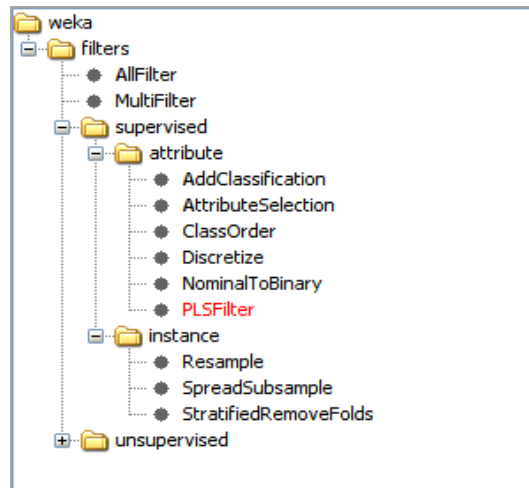 weka
filters
AllFilter
MultiFilter
supervised
attribute
AddClassification
AttributeSelection
ClassOrder
Discretize
NominalToBinary
PLSFilter
instance
Resample
SpreadSubsample
StratifiedRemoveFolds
unsupervised